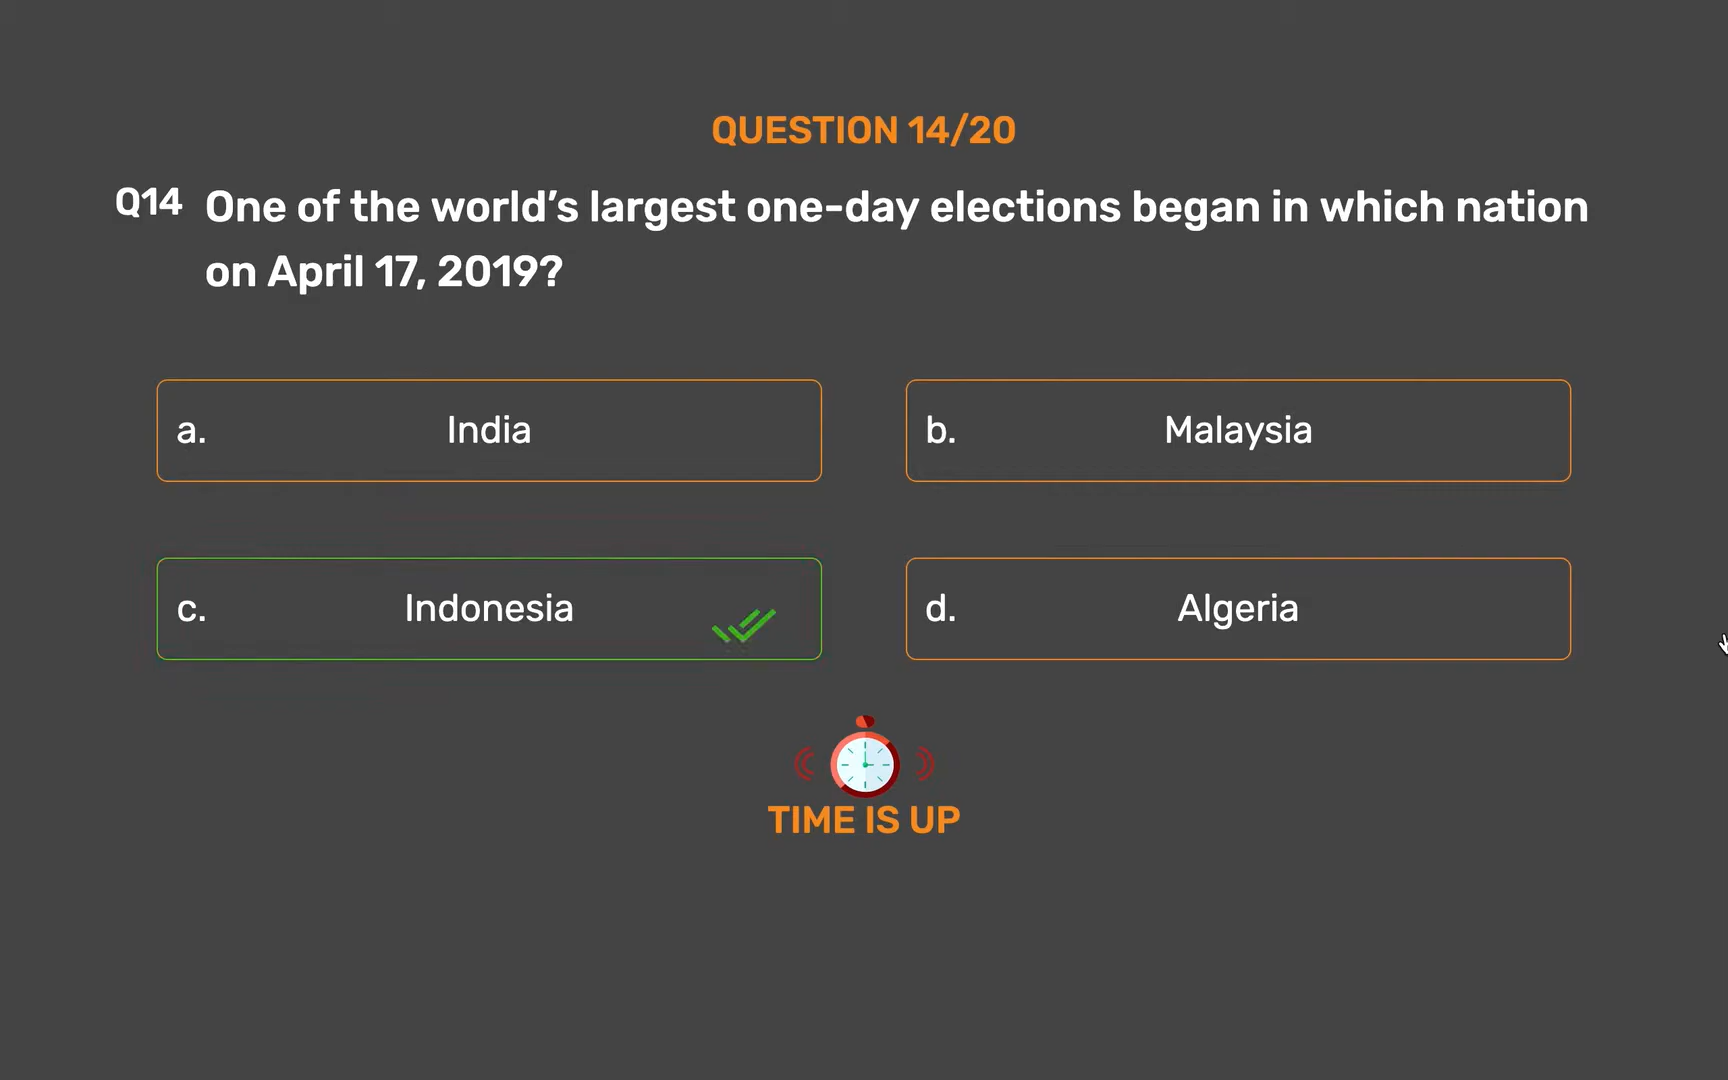 QUESTION 14/20
Q14 One of the world’s largest one-day elections began in which nation
on April 17, 2019?
a. India
b. Malaysia
c. Indonesia
d. Algeria
TIME IS UP